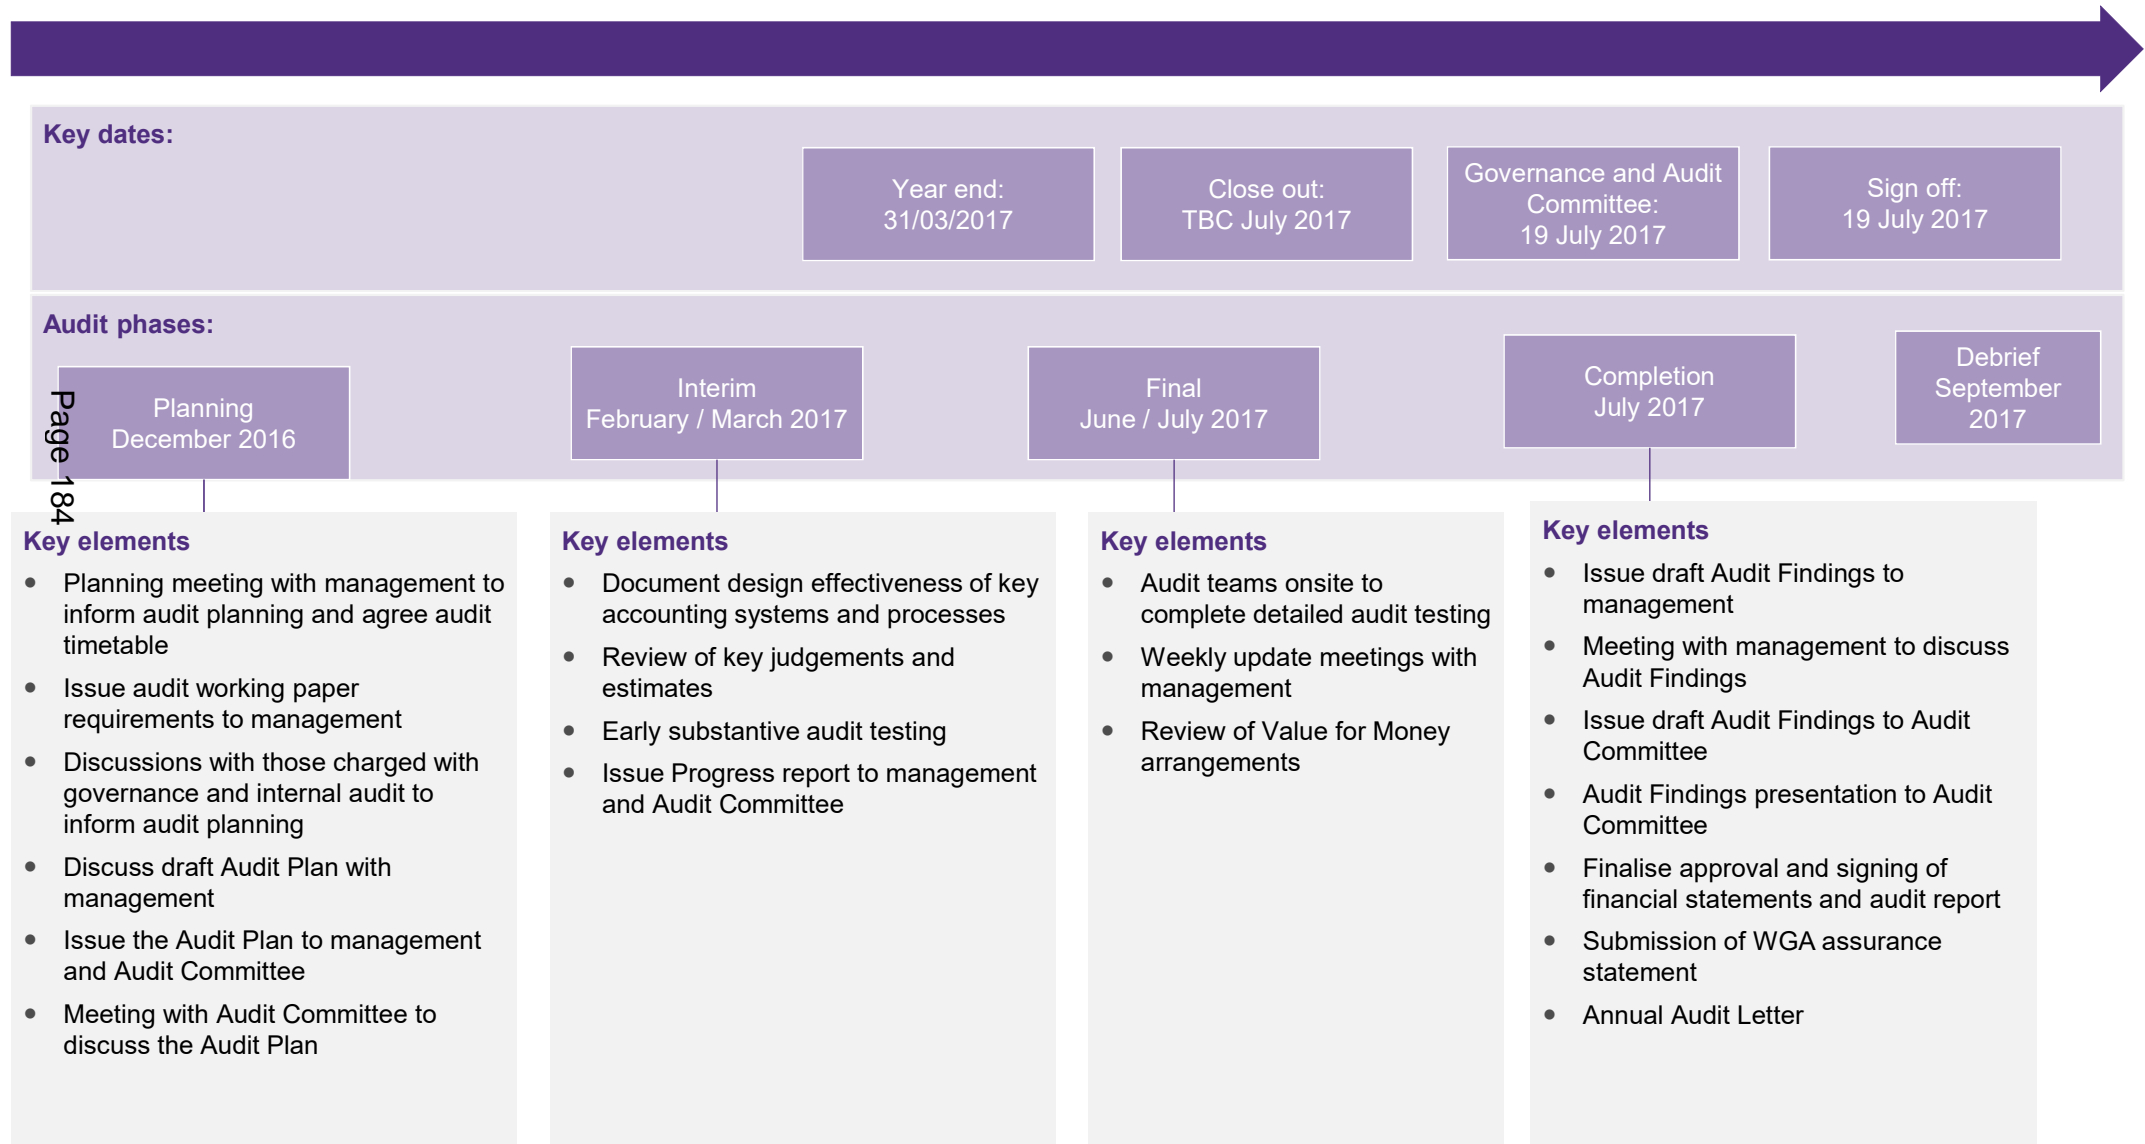 Key dates:
Year end:
31/03/2017
Close out:
TBC July 2017
Governance and Audit
Committee:
19 July 2017
Sign off:
19 July 2017
Audit phases:
Planning
December 2016
Interim
February / March 2017
Final
June / July 2017
Completion
July 2017
Debrief
September
2017
Page 184
Key elements
• Planning meeting with management to
inform audit planning and agree audit
timetable
• Issue audit working paper
requirements to management
• Discussions with those charged with
governance and internal audit to
inform audit planning
• Discuss draft Audit Plan with
management
• Issue the Audit Plan to management
and Audit Committee
• Meeting with Audit Committee to
discuss the Audit Plan
Key elements
• Document design effectiveness of key
accounting systems and processes
• Review of key judgements and
estimates
• Early substantive audit testing
• Issue Progress report to management
and Audit Committee
Key elements
• Audit teams onsite to
complete detailed audit testing
• Weekly update meetings with
management
• Review of Value for Money
arrangements
Key elements
• Issue draft Audit Findings to
management
• Meeting with management to discuss
Audit Findings
• Issue draft Audit Findings to Audit
Committee
• Audit Findings presentation to Audit
Committee
• Finalise approval and signing of
financial statements and audit report
• Submission of WGA assurance
statement
• Annual Audit Letter